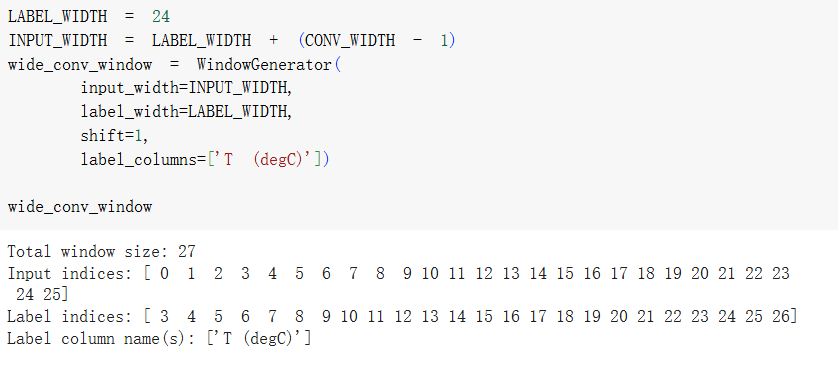 LABEL_WIDTH = 24
INPUT_WIDTH = LABEL_WIDTH + (CONV_WIDTH - 1)
wide_conv_window = WindowGenerator(
input_width=INPUT_WIDTH,
label_width=LABEL_WIDTH,
shift=1,
label_columns=['T (degC)'])
wide_conv_window
Total window size: 27
Input indices: [ 0 1 2 3 4 5 6 7 8 9 10 11 12 13 14 15 16 17 18 19 20 21 22 23
24 25]
Label indices: [ 3 4 5 6 7 8 9 10 11 12 13 14 15 16 17 18 19 20 21 22 23 24 25 26]
Label column name(s): ['T (degC)']